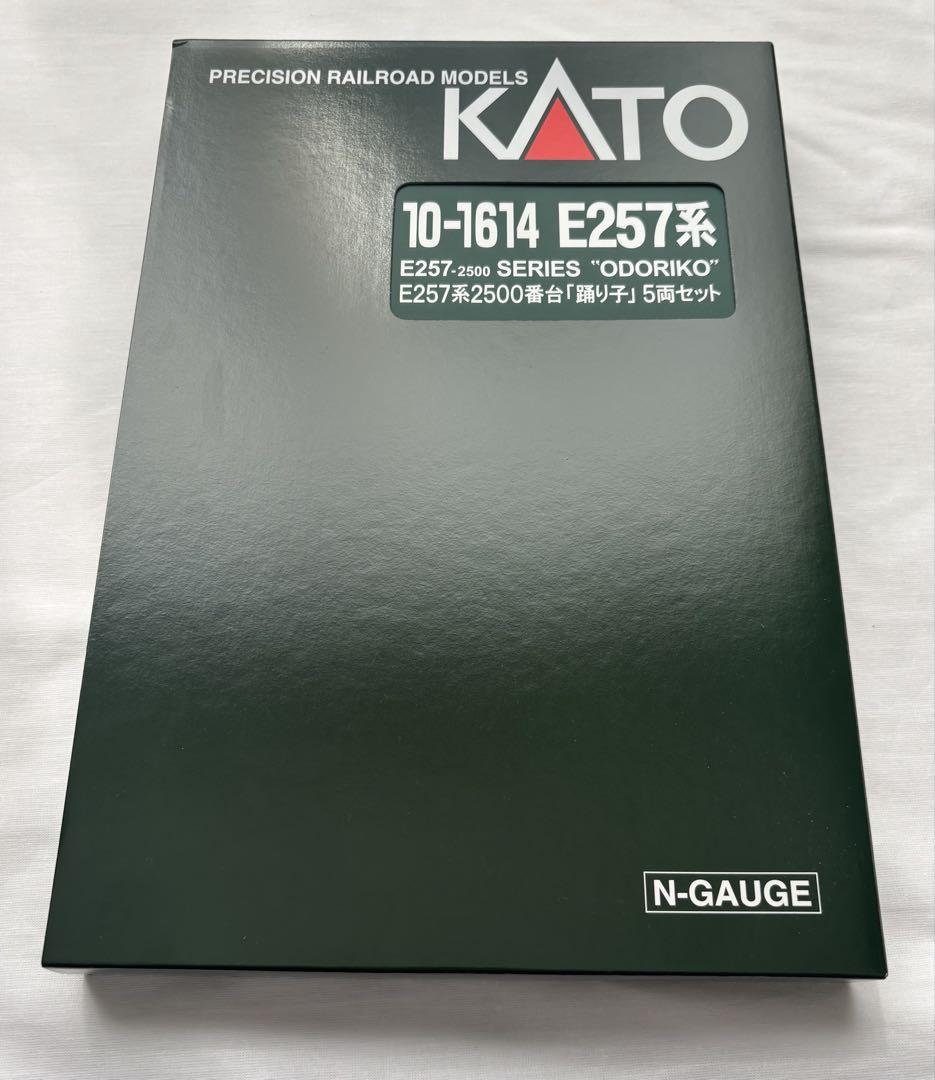 PRECISION RAILROAD MODELS
KATO
10-1614 E257系
E257-2500 SERIES "ODORIKO"
E257系2500番台「踊り子」5両セット
N-GAUGE